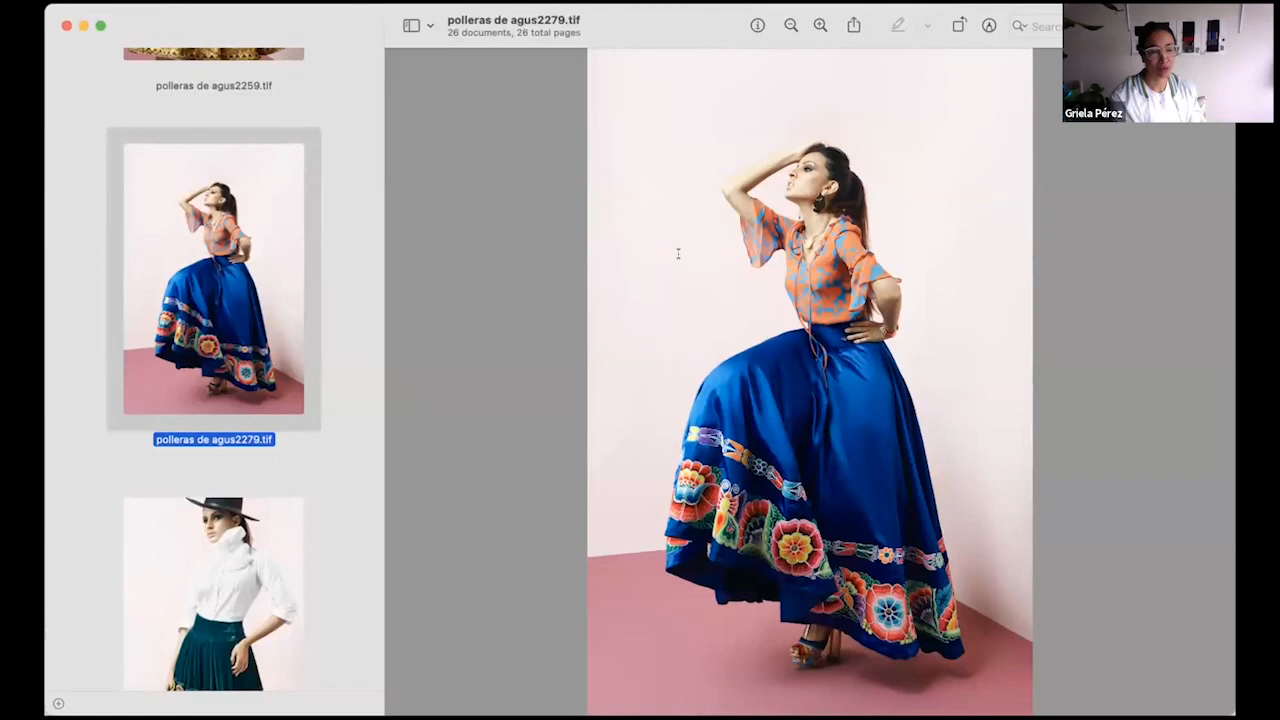 polleras de agus2279.tif
26 documents, 26 total pages
Search
Griela Pérez
polleras de agus2259.tif
polleras de agus2279.tif